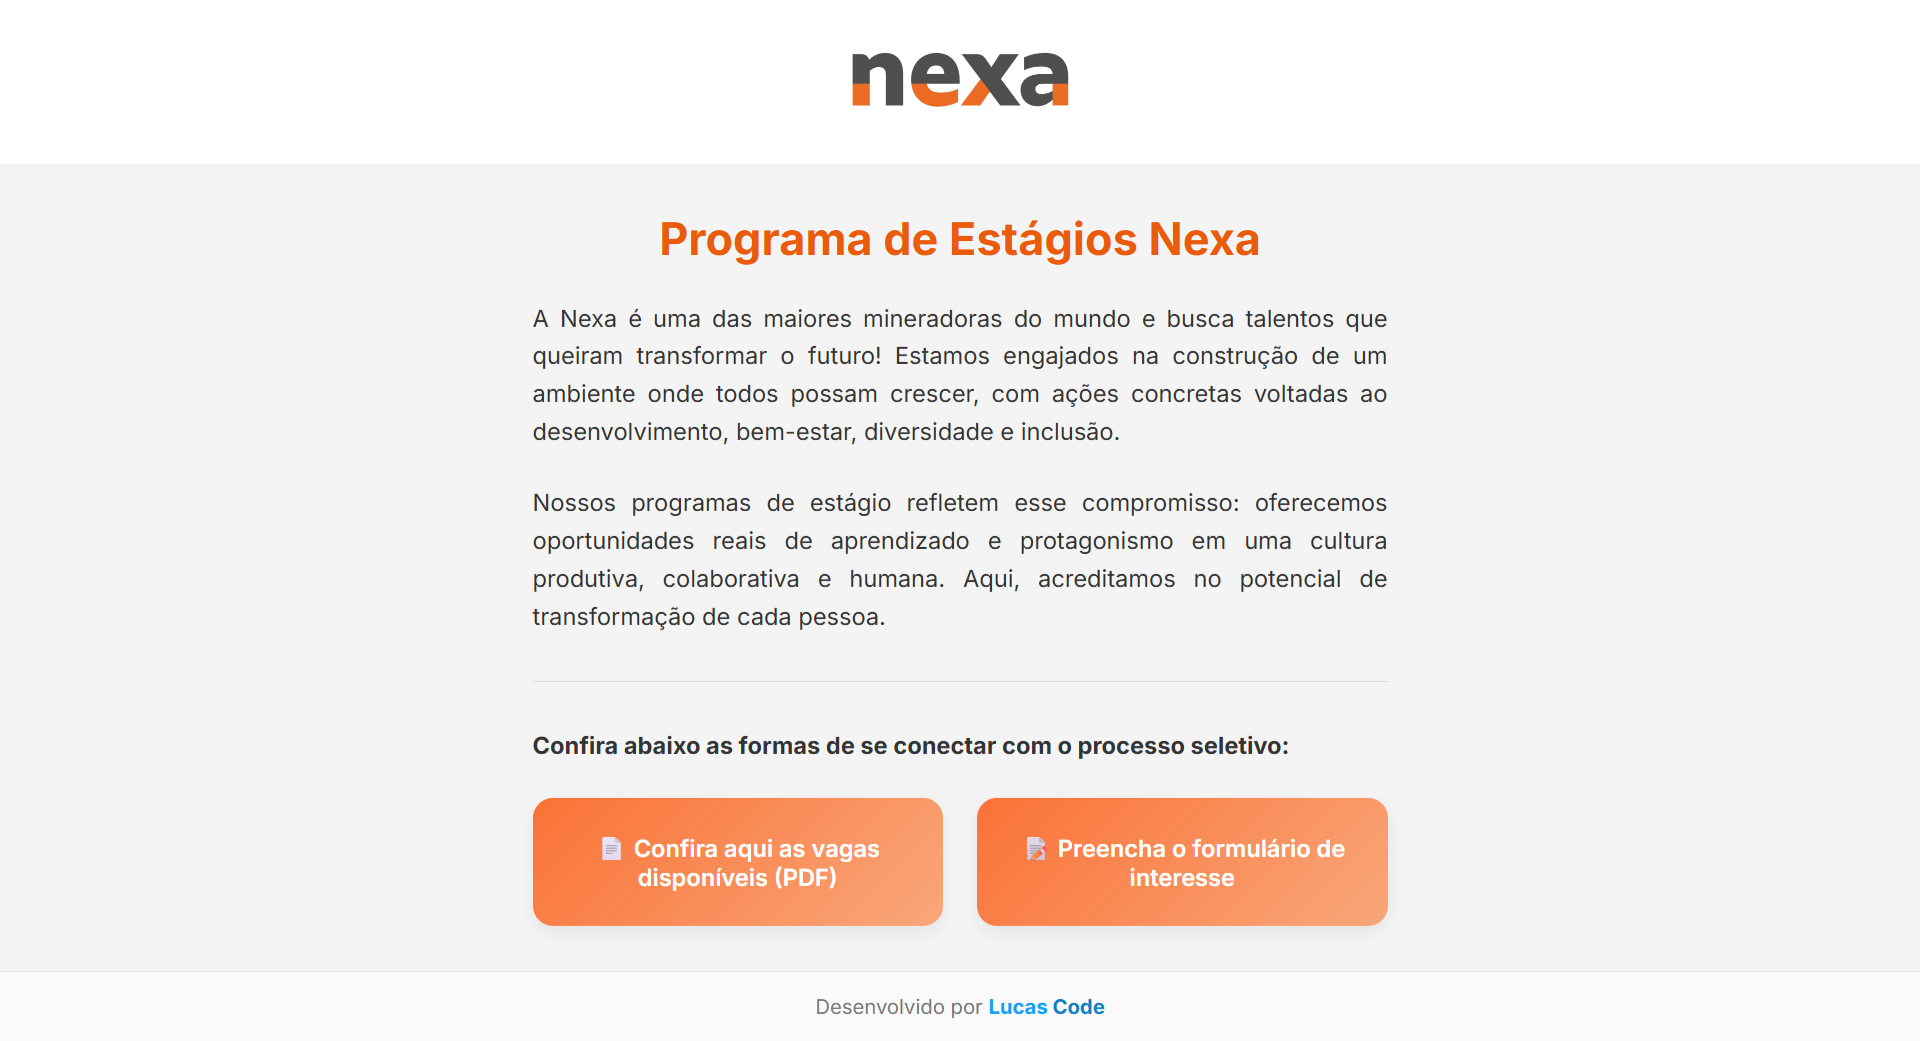 nexa
Programa de Estágios Nexa
A Nexa é uma das maiores mineradoras do mundo e busca talentos que
queiram transformar o futuro! Estamos engajados na construção de um
ambiente onde todos possam crescer, com ações concretas voltadas ao
desenvolvimento, bem-estar, diversidade e inclusão.
Nossos programas de estágio refletem esse compromisso: oferecemos
oportunidades reais de aprendizado e protagonismo em uma cultura
produtiva, colaborativa e humana. Aqui, acreditamos no potencial de
transformação de cada pessoa.
Confira abaixo as formas de se conectar com o processo seletivo:
Confira aqui as vagas
disponíveis (PDF)
Preencha o formulário de
interesse
Desenvolvido por Lucas Code